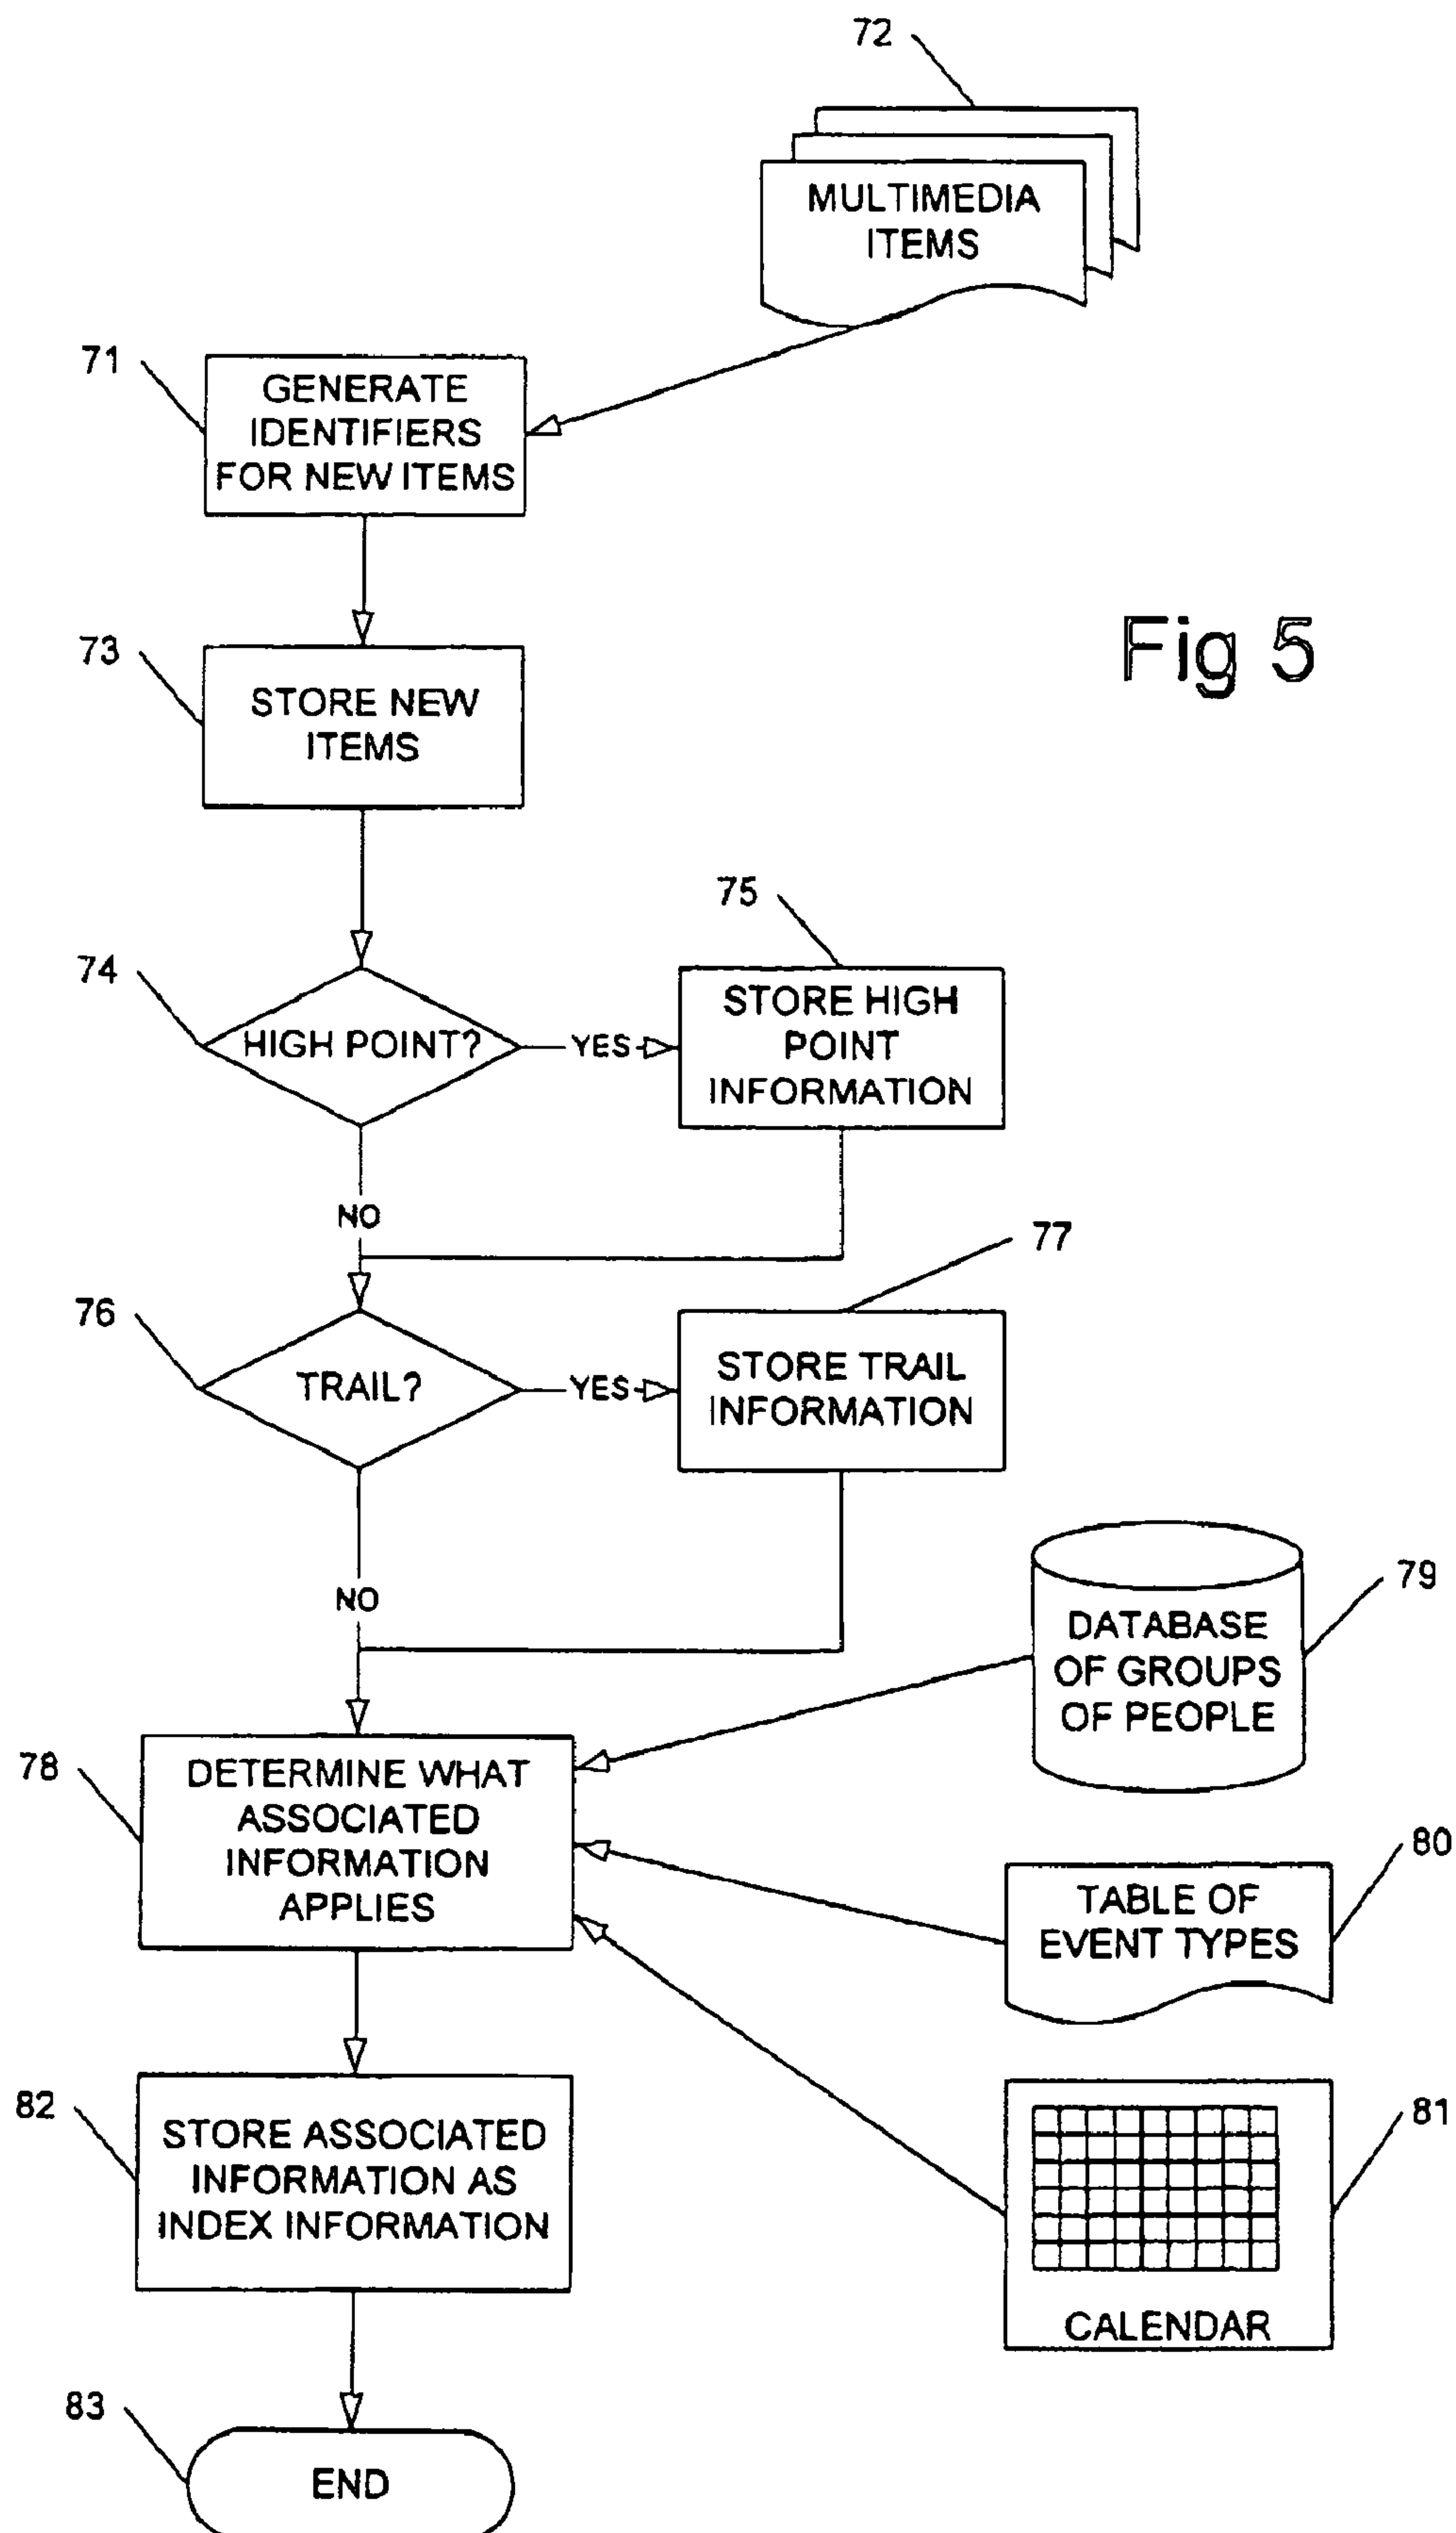 72
MULTIMEDIA
ITEMS
71
GENERATE
IDENTIFIERS
FOR NEW ITEMS
Fig 5
73
STORE NEW
ITEMS
75
74
HIGH POINT?
YES
STORE HIGH
POINT
INFORMATION
NO
77
76
TRAIL?
YES
STORE TRAIL
INFORMATION
NO
79
DATABASE
OF GROUPS
OF PEOPLE
78
DETERMINE WHAT
ASSOCIATED
INFORMATION
APPLIES
80
TABLE OF
EVENT TYPES
82
STORE ASSOCIATED
INFORMATION AS
INDEX INFORMATION
81
CALENDAR
83
END